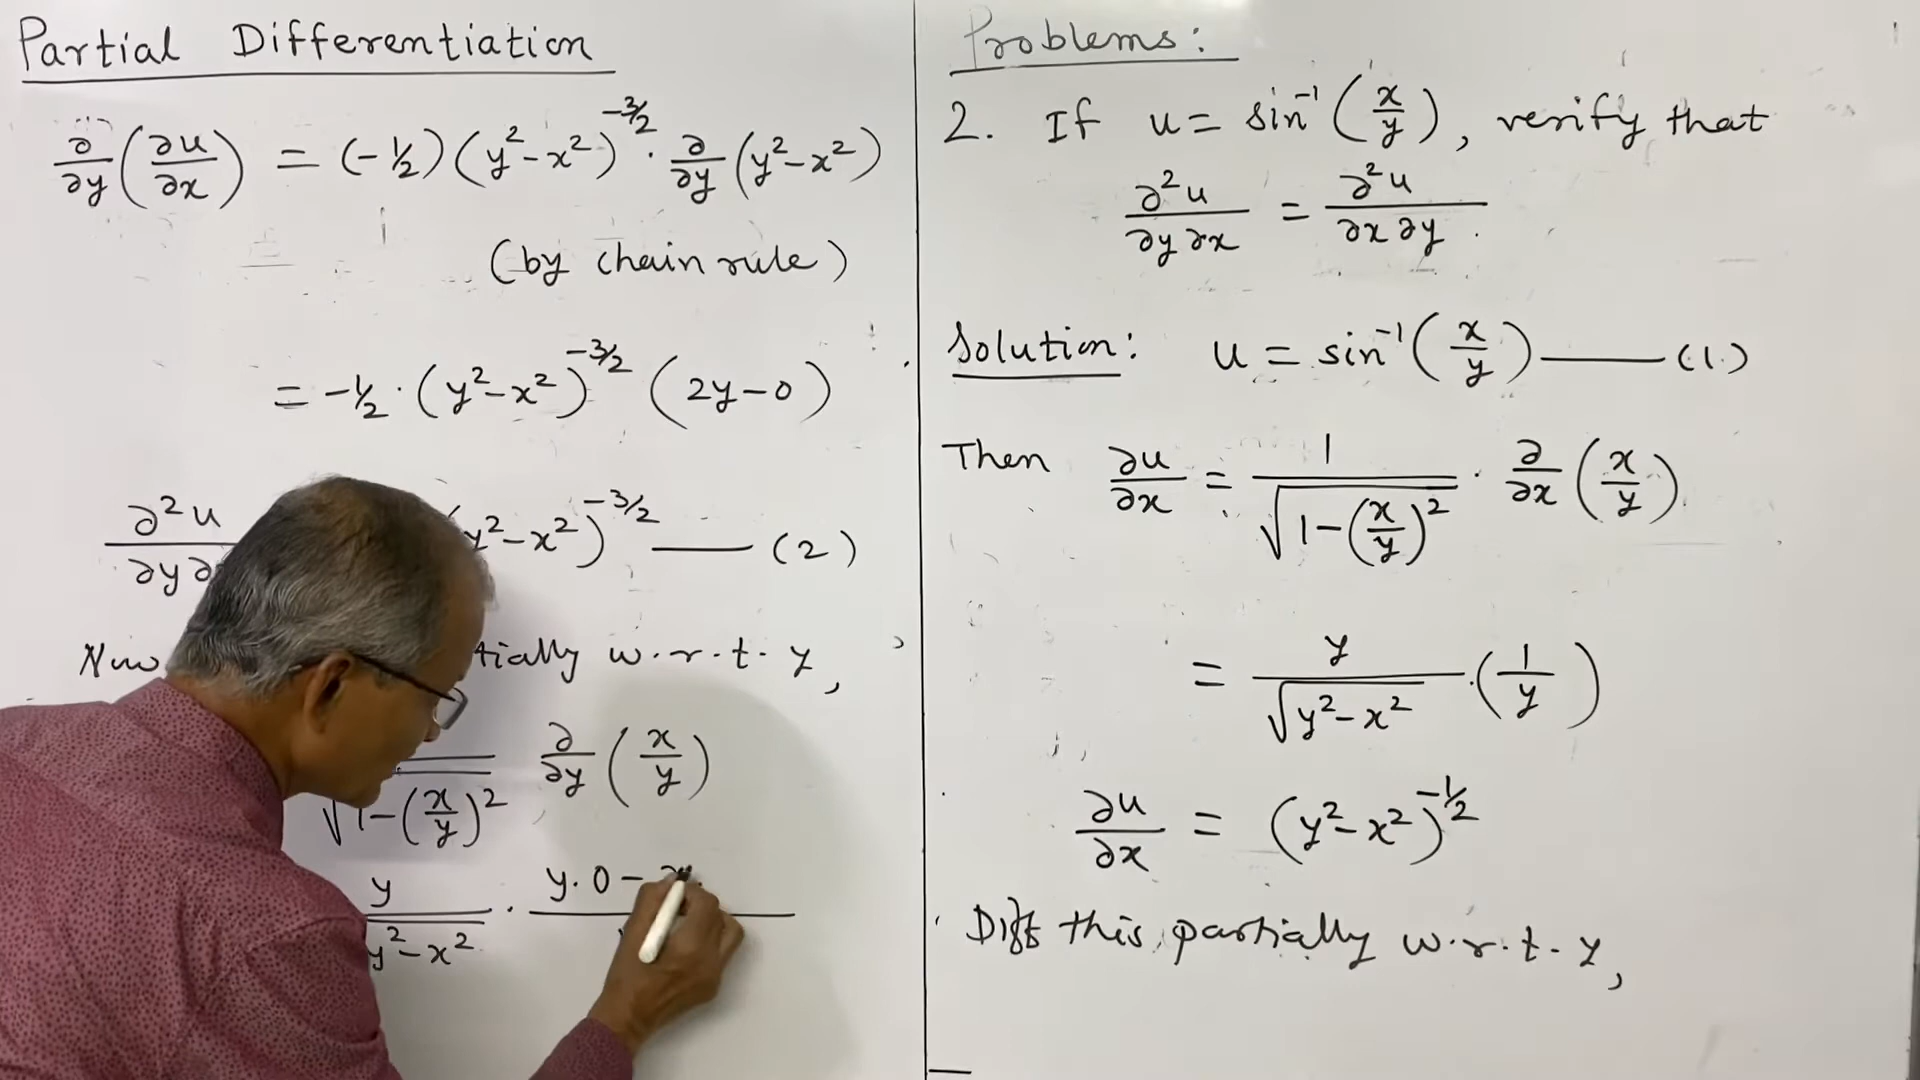 Partial Differentiation
∂/∂y (∂u/∂x) = (-½) (y² - x²)^(-3/2) · ∂/∂y (y² - x²)
(by chain rule)
= -½ · (y² - x²)^(-3/2) (2y - 0)
∂²u/∂y∂ y² - x²)^(-3/2) —— (2)
tially w.r.t. y,
√1 - (x/y)² ∂/∂y (x/y)
y/y² - x² · y·0 -
Problems:
2. If u = sin⁻¹ (x/y), verify that
∂²u/∂y∂x = ∂²u/∂x∂y.
Solution: u = sin⁻¹ (x/y) —— (1)
Then ∂u/∂x = 1/√(1 - (x/y)²) · ∂/∂x (x/y)
= y/√(y² - x²) · (1/y)
∂u/∂x = (y² - x²)^(-1/2)
Diff this partially w.r.t. y,